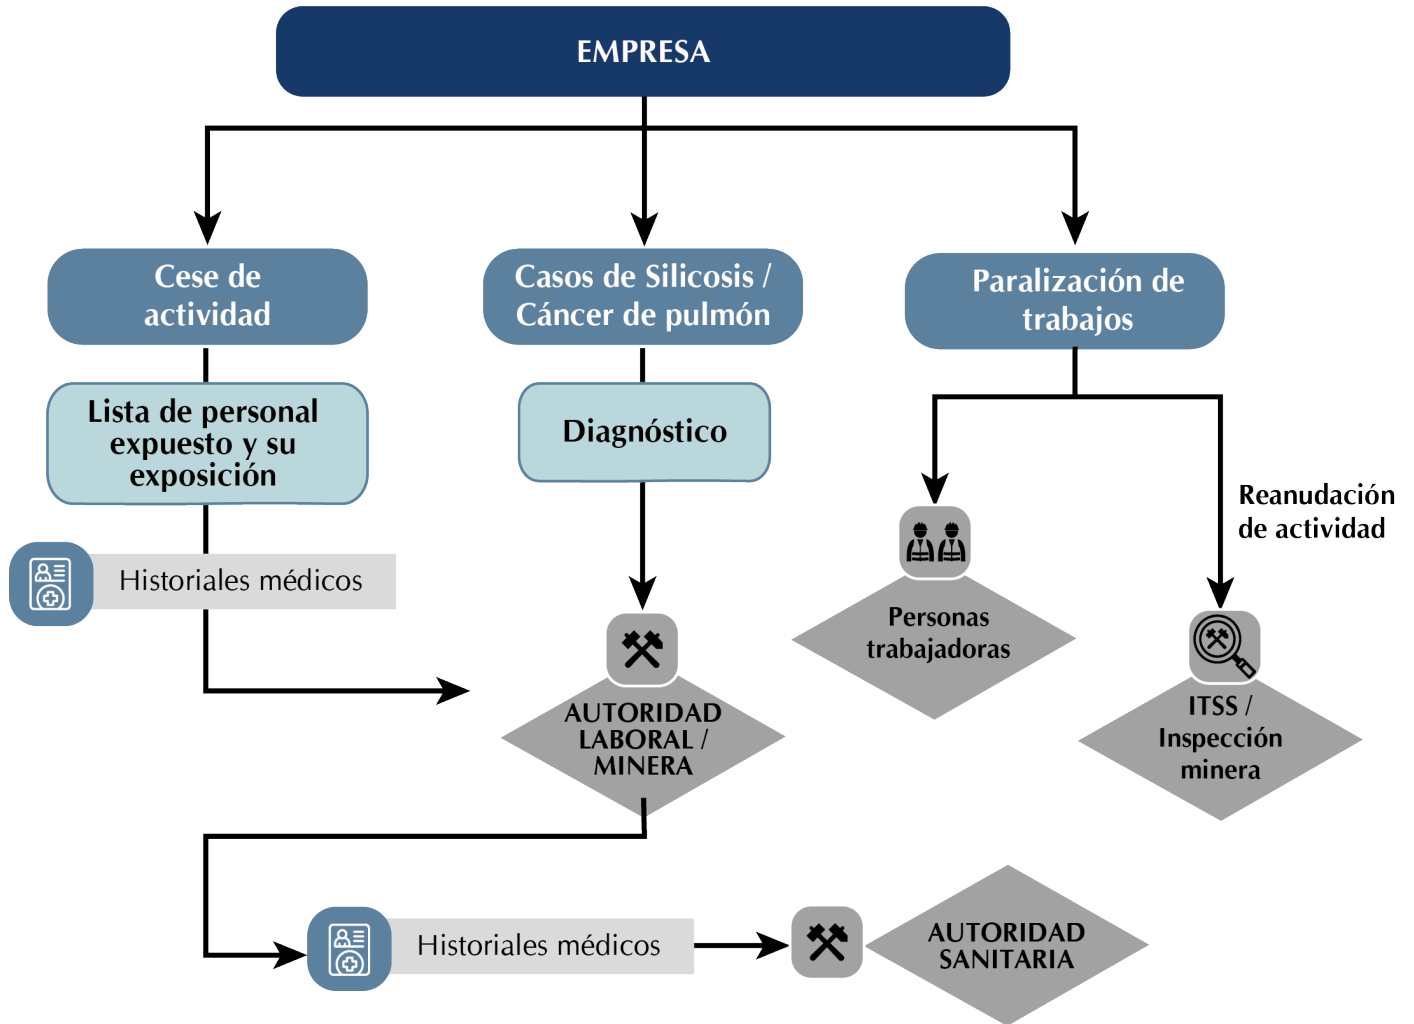 EMPRESA
Cese de
actividad
Casos de Silicosis /
Cáncer de pulmón
Paralización de
trabajos
Lista de personal
expuesto y su
exposición
Diagnóstico
Reanudación
de actividad
Historiales médicos
Personas
trabajadoras
AUTORIDAD
LABORAL /
MINERA
ITSS /
Inspección
minera
Historiales médicos
AUTORIDAD
SANITARIA